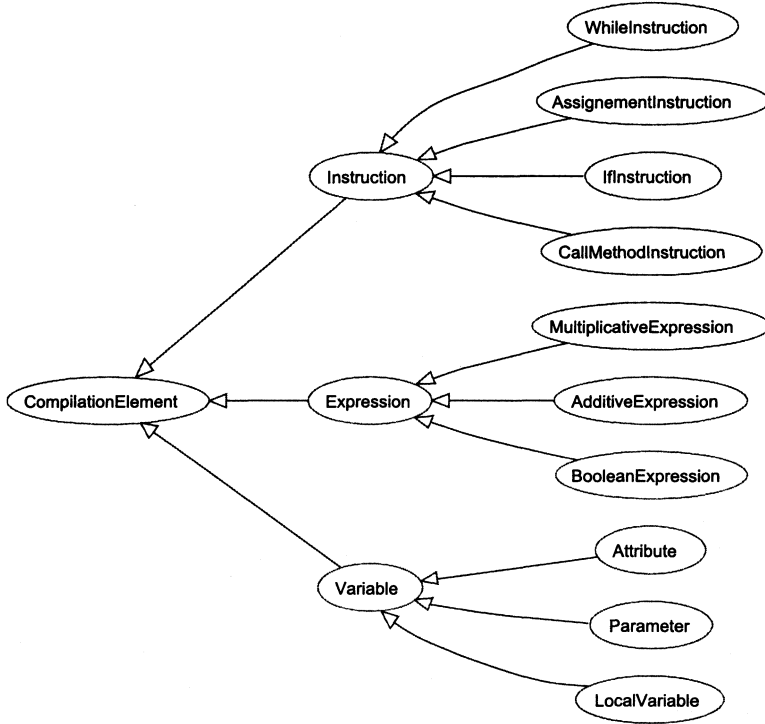 WhileInstruction
AssignementInstruction
Instruction
IfInstruction
CallMethodInstruction
MultiplicativeExpression
CompilationElement
Expression
AdditiveExpression
BooleanExpression
Attribute
Variable
Parameter
LocalVariable